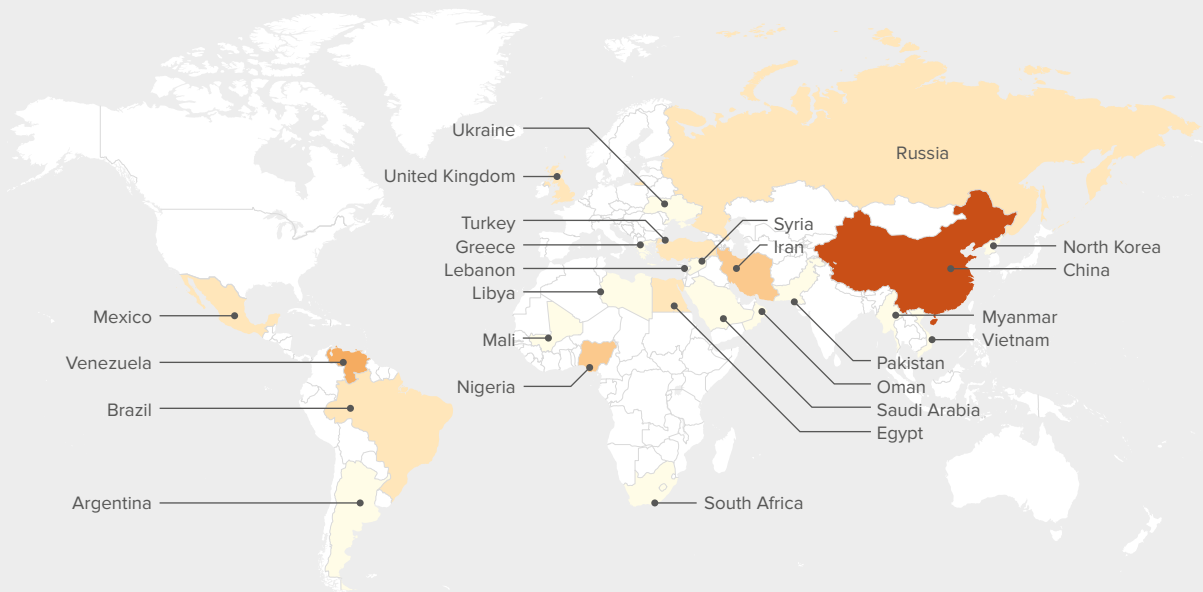 Ukraine
Russia
United Kingdom
Turkey
Syria
Greece
Iran
North Korea
Lebanon
China
Libya
Mexico
Myanmar
Mali
Vietnam
Venezuela
Pakistan
Nigeria
Oman
Brazil
Saudi Arabia
Egypt
Argentina
South Africa